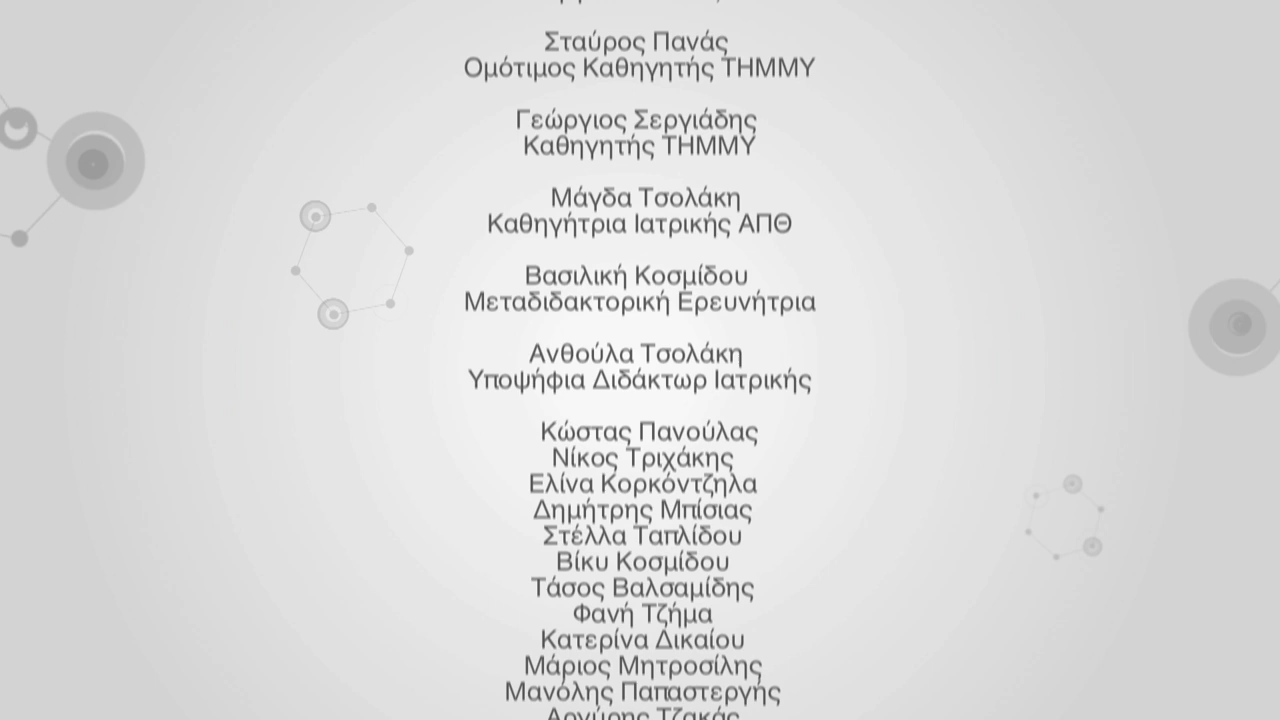 Σταύρος Πανάς
Ομότιμος Καθηγητής ΤΗΜΜΥ
Γεώργιος Σεργιάδης
Καθηγητής ΤΗΜΜΥ
Μάγδα Τσολάκη
Καθηγήτρια Ιατρικής ΑΠΘ
Βασιλική Κοσμίδου
Μεταδιδακτορική Ερευνήτρια
Ανθούλα Τσολάκη
Υποψήφια Διδάκτωρ Ιατρικής
Κώστας Πανούλας
Νίκος Τριχάκης
Ελίνα Κορκόντζηλα
Δημήτρης Μπίσιας
Στέλλα Ταπλίδου
Βίκυ Κοσμίδου
Τάσος Βαλσαμίδης
Φανή Τζήμα
Κατερίνα Δικαίου
Μάριος Μητροσίλης
Μανόλης Παπαστεργής
Αργύρης Τζακάς